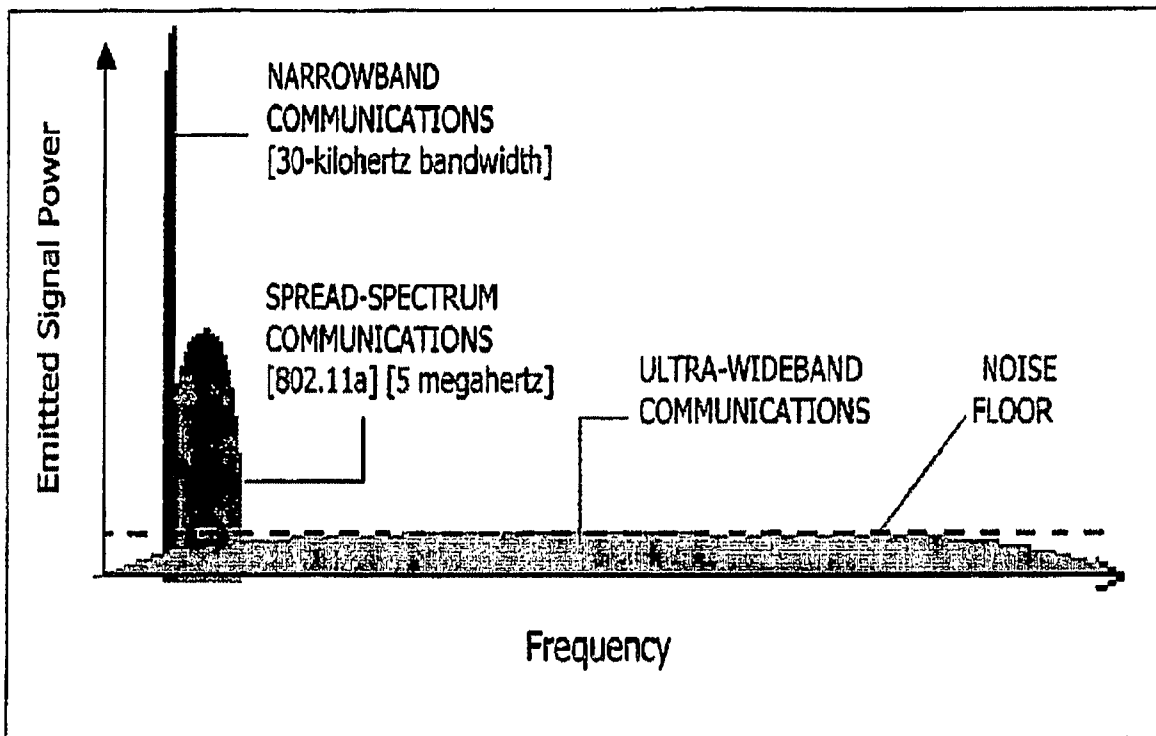 NARROWBAND
COMMUNICATIONS
[30-kilohertz bandwidth]
Emittted Signal Power
SPREAD-SPECTRUM
COMMUNICATIONS
[802.11a] [5 megahertz]
ULTRA-WIDEBAND
COMMUNICATIONS
NOISE
FLOOR
Frequency